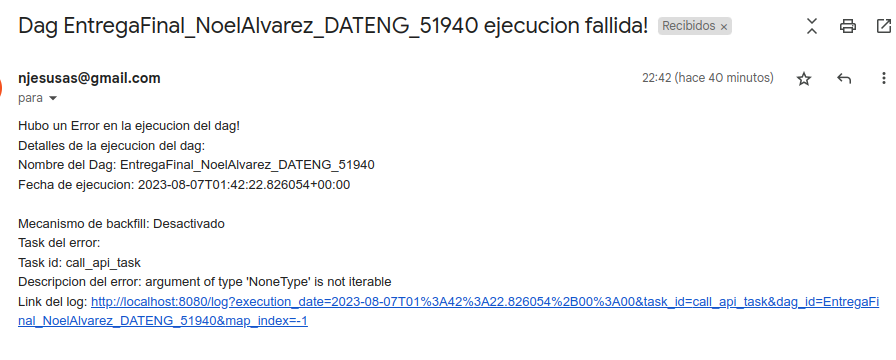 Dag EntregaFinal_NoelAlvarez_DATENG_51940 ejecucion fallida! Recibidos ×
njesusas@gmail.com 22:42 (hace 40 minutos)
para
Hubo un Error en la ejecucion del dag!
Detalles de la ejecucion del dag:
Nombre del Dag: EntregaFinal_NoelAlvarez_DATENG_51940
Fecha de ejecucion: 2023-08-07T01:42:22.826054+00:00
Mecanismo de backfill: Desactivado
Task del error:
Task id: call_api_task
Descripcion del error: argument of type 'NoneType' is not iterable
Link del log: http://localhost:8080/log?execution_date=2023-08-07T01%3A42%3A22.826054%2B00%3A00&task_id=call_api_task&dag_id=EntregaFi
nal_NoelAlvarez_DATENG_51940&map_index=-1